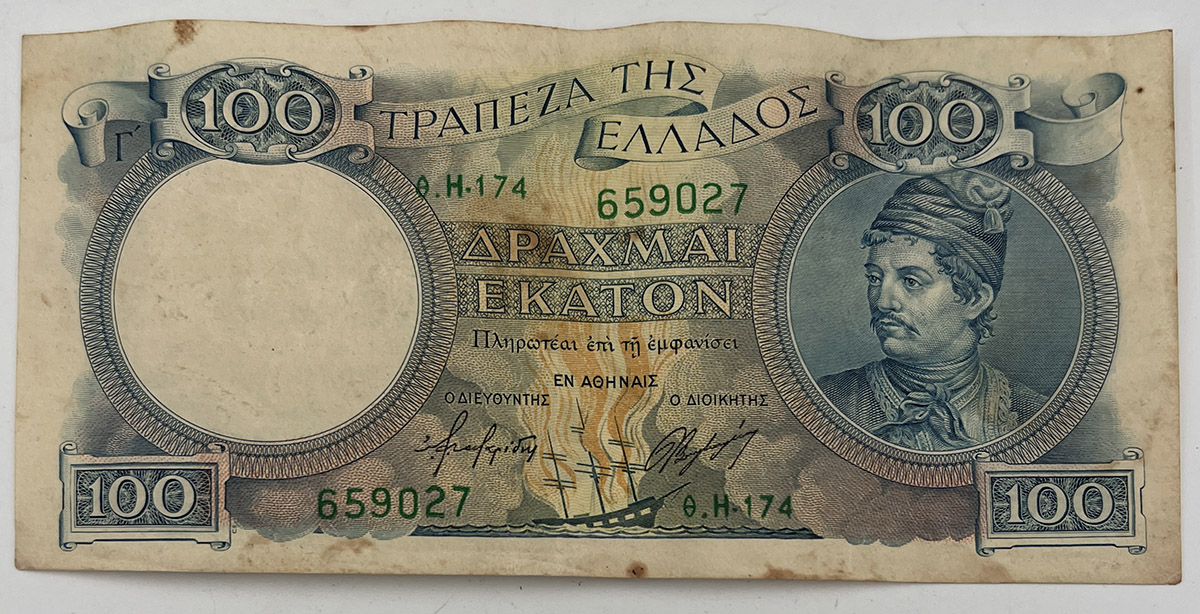 Γ΄
100
ΤΡΑΠΕΖΑ ΤΗΣ
ΕΛΛΑΔΟΣ
100
Θ.Η-174
659027
ΔΡΑΧΜΑΙ
ΕΚΑΤΟΝ
Πληρωτέαι ἐπὶ τῇ ἐμφανίσει
ΕΝ ΑΘΗΝΑΙΣ
Ο ΔΙΕΥΘΥΝΤΗΣ
Ο ΔΙΟΙΚΗΤΗΣ
100
659027
Θ.Η-174
100